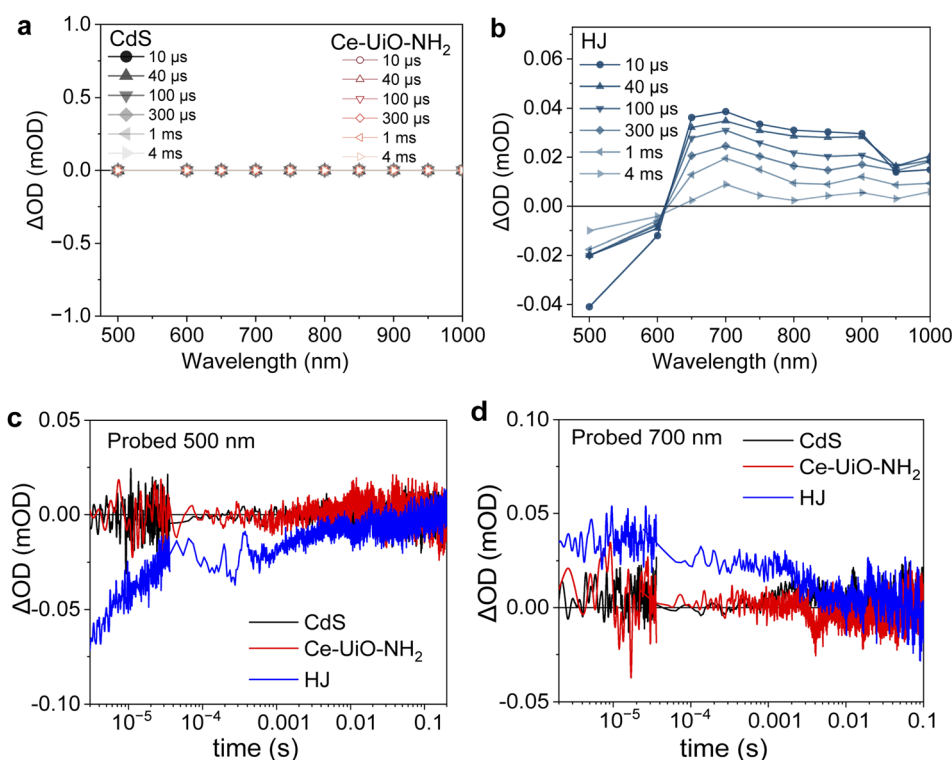 a
CdS
10 µs
40 µs
100 µs
300 µs
1 ms
4 ms
Ce-UiO-NH2
10 µs
40 µs
100 µs
300 µs
1 ms
4 ms
1.0
0.5
0.0
−0.5
−1.0
ΔOD (mOD)
500 600 700 800 900 1000
Wavelength (nm)
b
HJ
10 µs
40 µs
100 µs
300 µs
1 ms
4 ms
0.06
0.04
0.02
0.00
-0.02
-0.04
ΔOD (mOD)
500 600 700 800 900 1000
Wavelength (nm)
c
Probed 500 nm
CdS
Ce-UiO-NH2
HJ
0.05
0.00
-0.05
-0.10
ΔOD (mOD)
10−5 10−4 0.001 0.01 0.1
time (s)
d
Probed 700 nm
CdS
Ce-UiO-NH2
HJ
0.10
0.05
0.00
-0.05
ΔOD (mOD)
10−5 10−4 0.001 0.01 0.1
time (s)